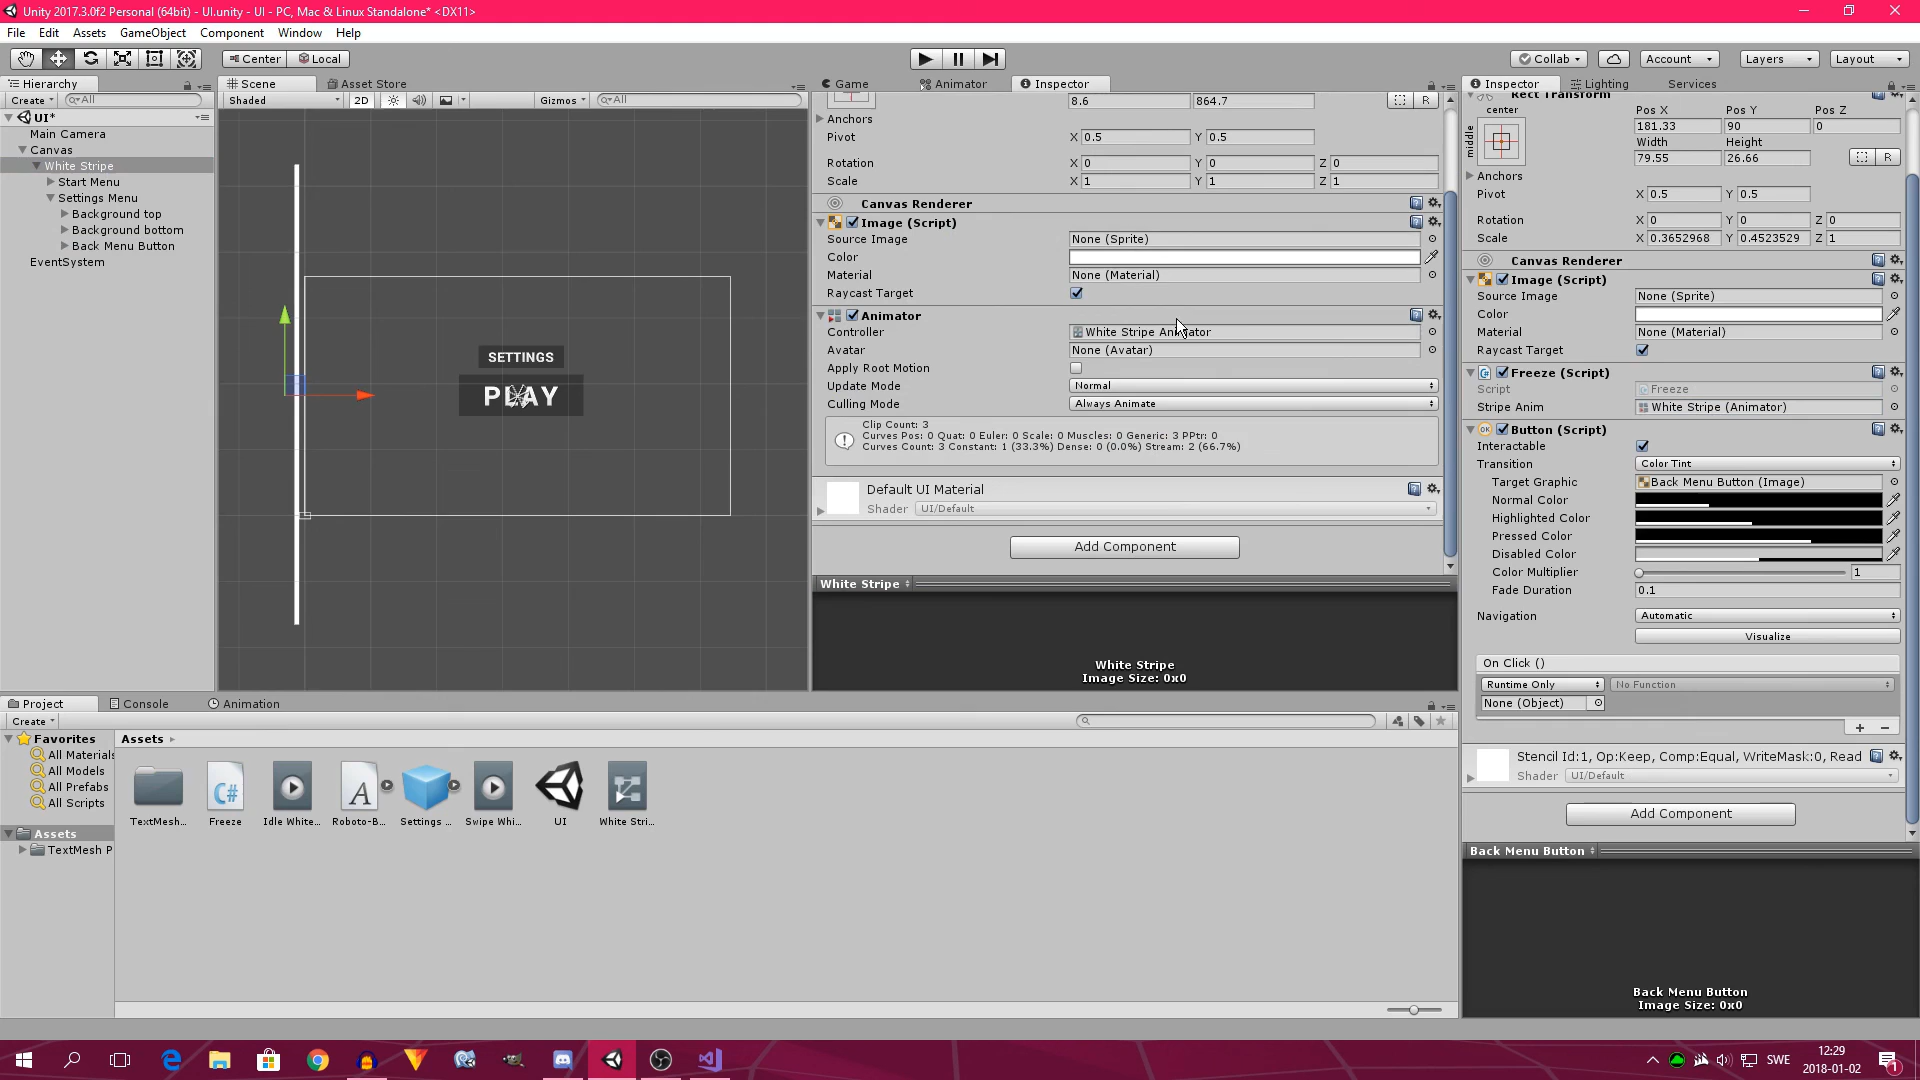 Unity 2017.3.0f2 Personal (64bit) - UI.unity - UI - PC, Mac & Linux Standalone* <DX11>
File Edit Assets GameObject Component Window Help
Center Local
Collab Account Layers Layout
Hierarchy
Create All
UI*
Main Camera
Canvas
White Stripe
Start Menu
Settings Menu
Background top
Background bottom
Back Menu Button
EventSystem
Scene Asset Store
Shaded 2D Gizmos All
SETTINGS
PLAY
Game Animator Inspector
8.6 864.7 R
Anchors
Pivot X 0.5 Y 0.5
Rotation X 0 Y 0 Z 0
Scale X 1 Y 1 Z 1
Canvas Renderer
Image (Script)
Source Image None (Sprite)
Color
Material None (Material)
Raycast Target
Animator
Controller White Stripe Animator
Avatar None (Avatar)
Apply Root Motion
Update Mode Normal
Culling Mode Always Animate
Clip Count: 3
Curves Pos: 0 Quat: 0 Euler: 0 Scale: 0 Muscles: 0 Generic: 3 PPtr: 0
Curves Count: 3 Constant: 1 (33.3%) Dense: 0 (0.0%) Stream: 2 (66.7%)
Default UI Material
Shader UI/Default
Add Component
White Stripe
White Stripe
Image Size: 0x0
Inspector Lighting Services
Rect Transform
center Pos X Pos Y Pos Z
middle 181.33 90 0
Width Height
79.55 26.66 R
Anchors
Pivot X 0.5 Y 0.5
Rotation X 0 Y 0 Z 0
Scale X 0.3652968 Y 0.4523529 Z 1
Canvas Renderer
Image (Script)
Source Image None (Sprite)
Color
Material None (Material)
Raycast Target
Freeze (Script)
Script Freeze
Stripe Anim White Stripe (Animator)
Button (Script)
Interactable
Transition Color Tint
Target Graphic Back Menu Button (Image)
Normal Color
Highlighted Color
Pressed Color
Disabled Color
Color Multiplier 1
Fade Duration 0.1
Navigation Automatic
Visualize
On Click ()
Runtime Only No Function
None (Object)
Stencil Id:1, Op:Keep, Comp:Equal, WriteMask:0, Read
Shader UI/Default
Add Component
Back Menu Button
Back Menu Button
Image Size: 0x0
Project Console Animation
Create
Favorites
All Materials
All Models
All Prefabs
All Scripts
Assets
TextMesh P
Assets
TextMesh... Freeze Idle White... Roboto-B... Settings ... Swipe Whi... UI White Stri...
SWE 12:29
2018-01-02
1